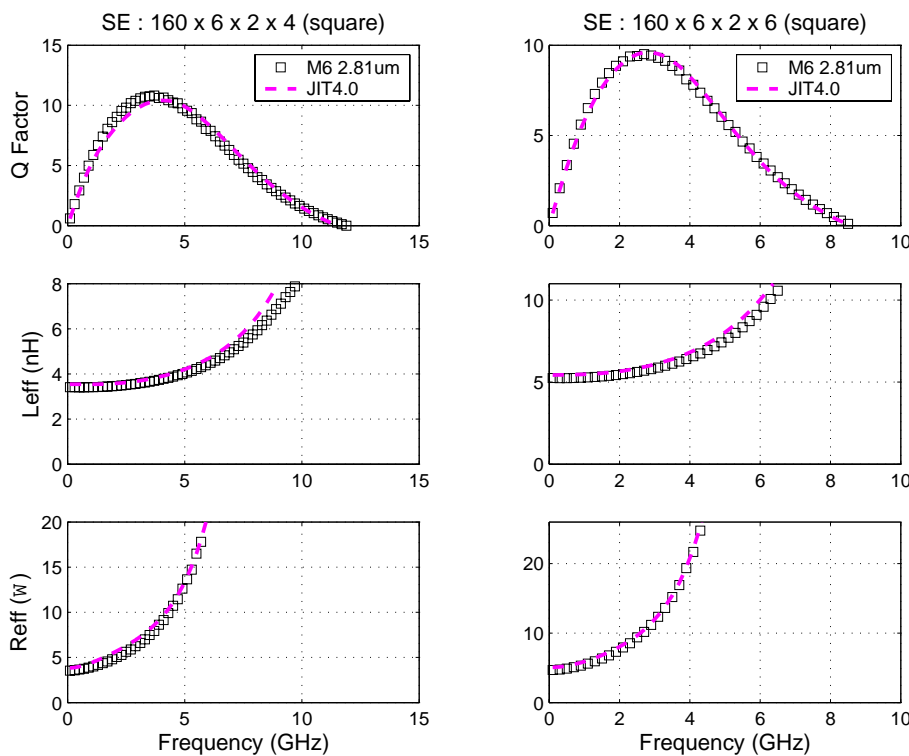 SE : 160 x 6 x 2 x 4 (square)
SE : 160 x 6 x 2 x 6 (square)
15
10
5
0
Q Factor
M6 2.81um
JIT4.0
0 5 10 15
10
5
0
M6 2.81um
JIT4.0
0 2 4 6 8 10
8
6
4
2
0
Leff (nH)
0 5 10 15
10
5
0
0 2 4 6 8 10
20
15
10
5
0
Reff (w)
0 5 10 15
Frequency (GHz)
20
10
0
0 2 4 6 8 10
Frequency (GHz)